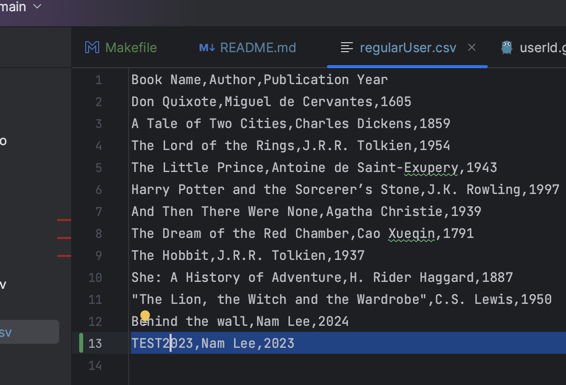 main
Makefile
README.md
regularUser.csv
userId.g
1 Book Name,Author,Publication Year
2 Don Quixote,Miguel de Cervantes,1605
3 A Tale of Two Cities,Charles Dickens,1859
4 The Lord of the Rings,J.R.R. Tolkien,1954
5 The Little Prince,Antoine de Saint-Exupery,1943
6 Harry Potter and the Sorcerer’s Stone,J.K. Rowling,1997
7 And Then There Were None,Agatha Christie,1939
8 The Dream of the Red Chamber,Cao Xueqin,1791
9 The Hobbit,J.R.R. Tolkien,1937
10 She: A History of Adventure,H. Rider Haggard,1887
11 "The Lion, the Witch and the Wardrobe",C.S. Lewis,1950
12 Behind the wall,Nam Lee,2024
13 TEST2023,Nam Lee,2023
14